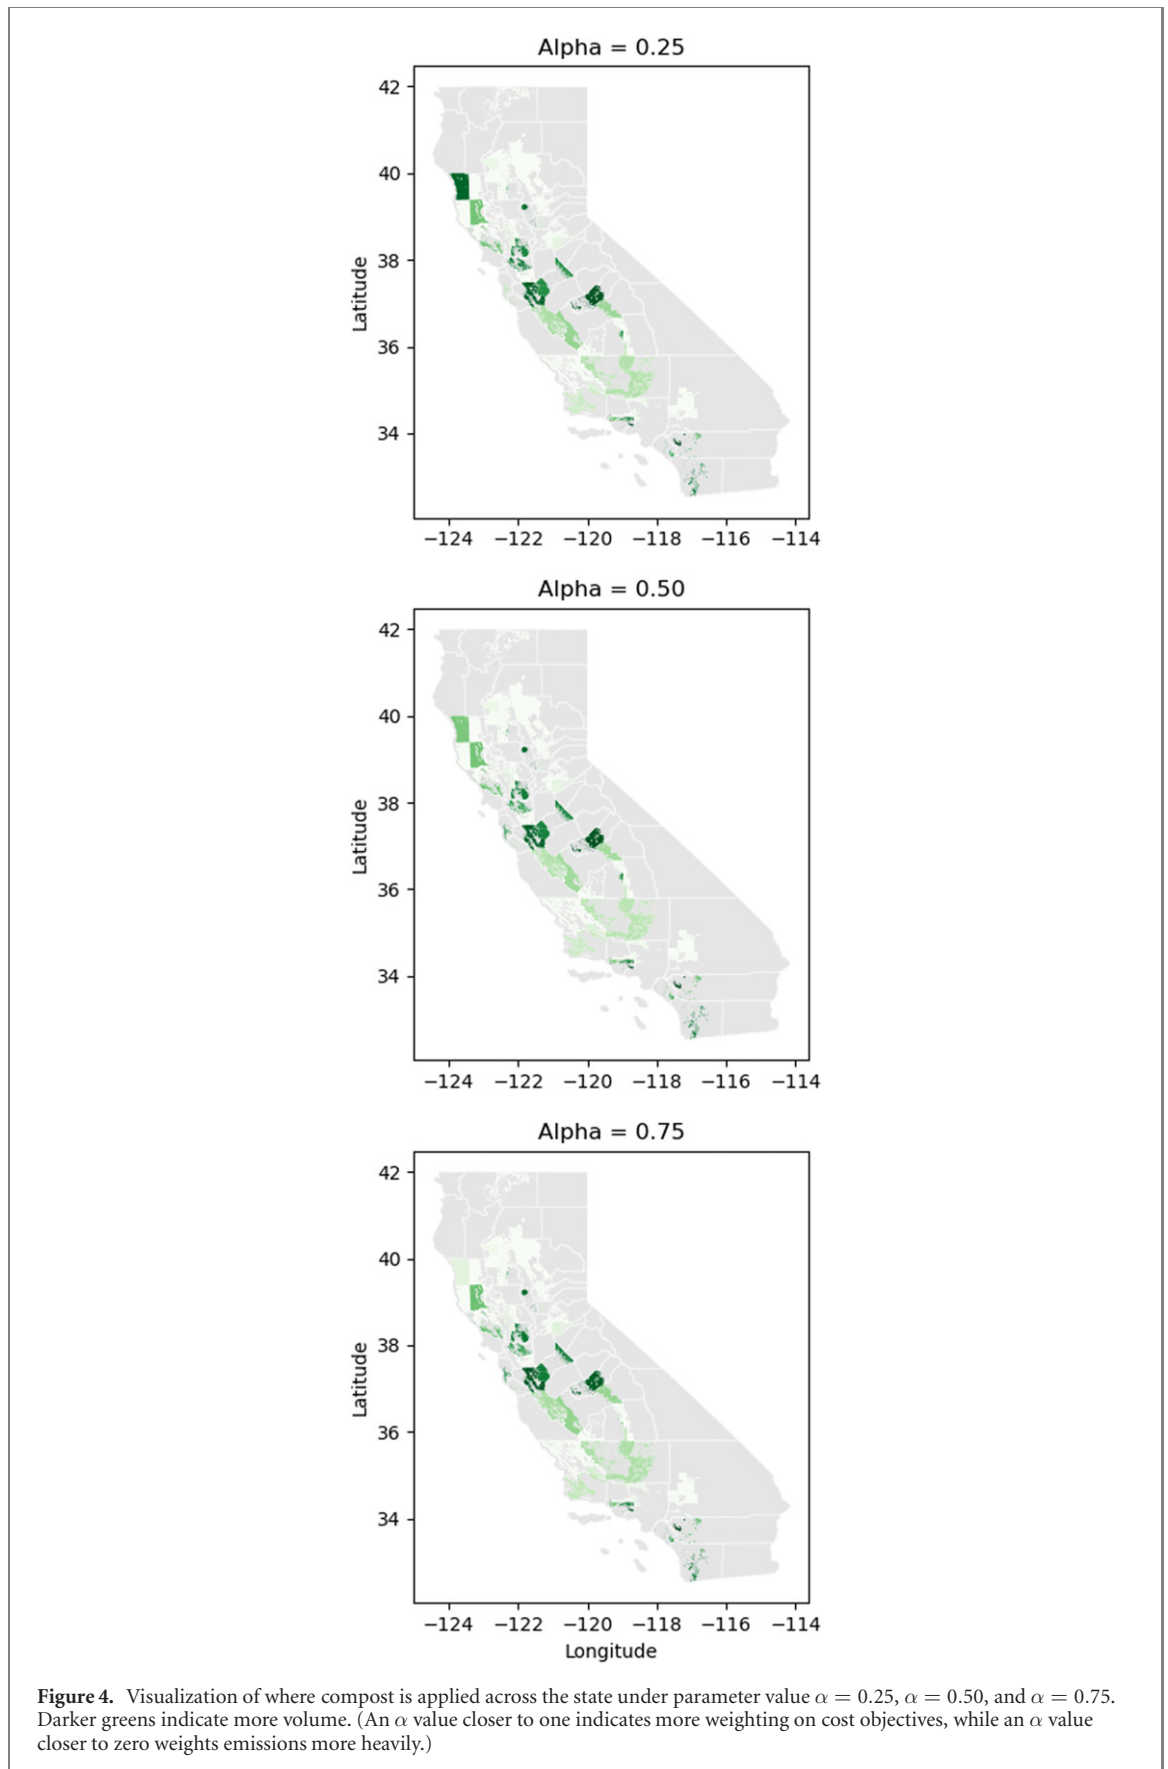 Alpha = 0.25
42
40
38
36
34
Latitude
−124 −122 −120 −118 −116 −114
Alpha = 0.50
42
40
38
36
34
Latitude
−124 −122 −120 −118 −116 −114
Alpha = 0.75
42
40
38
36
34
Latitude
−124 −122 −120 −118 −116 −114
Longitude
Figure 4. Visualization of where compost is applied across the state under parameter value α = 0.25, α = 0.50, and α = 0.75.
Darker greens indicate more volume. (An α value closer to one indicates more weighting on cost objectives, while an α value
closer to zero weights emissions more heavily.)